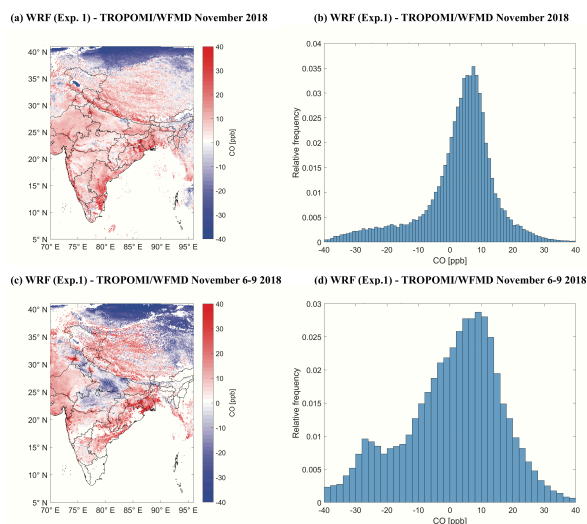 (a) WRF (Exp. 1) - TROPOMI/WFMD November 2018
40° N
35° N
30° N
25° N
20° N
15° N
10° N
5° N
70° E 75° E 80° E 85° E 90° E 95° E
40
30
20
10
0
-10
-20
-30
-40
CO [ppb]
(b) WRF (Exp.1) - TROPOMI/WFMD November 2018
Relative frequency
0.04
0.035
0.03
0.025
0.02
0.015
0.01
0.005
0
-40 -30 -20 -10 0 10 20 30 40
CO [ppb]
(c) WRF (Exp.1) - TROPOMI/WFMD November 6-9 2018
40° N
35° N
30° N
25° N
20° N
15° N
10° N
5° N
70° E 75° E 80° E 85° E 90° E 95° E
40
30
20
10
0
-10
-20
-30
-40
CO [ppb]
(d) WRF (Exp.1) - TROPOMI/WFMD November 6-9 2018
Relative frequency
0.03
0.025
0.02
0.015
0.01
0.005
0
-40 -30 -20 -10 0 10 20 30 40
CO [ppb]